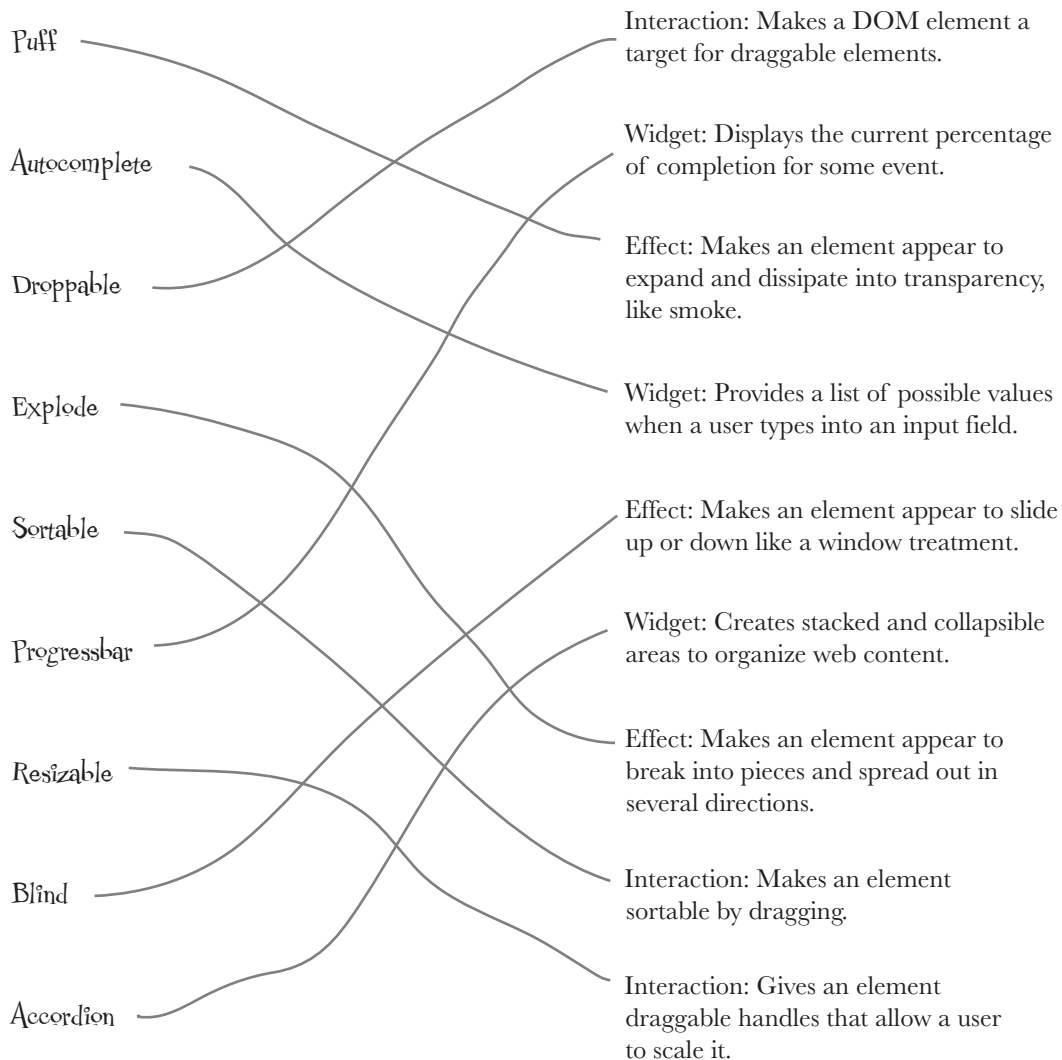 Puff
Autocomplete
Droppable
Explode
Sortable
Progressbar
Resizable
Blind
Accordion
Interaction: Makes a DOM element a
target for draggable elements.
Widget: Displays the current percentage
of completion for some event.
Effect: Makes an element appear to
expand and dissipate into transparency,
like smoke.
Widget: Provides a list of possible values
when a user types into an input field.
Effect: Makes an element appear to slide
up or down like a window treatment.
Widget: Creates stacked and collapsible
areas to organize web content.
Effect: Makes an element appear to
break into pieces and spread out in
several directions.
Interaction: Makes an element
sortable by dragging.
Interaction: Gives an element
draggable handles that allow a user
to scale it.